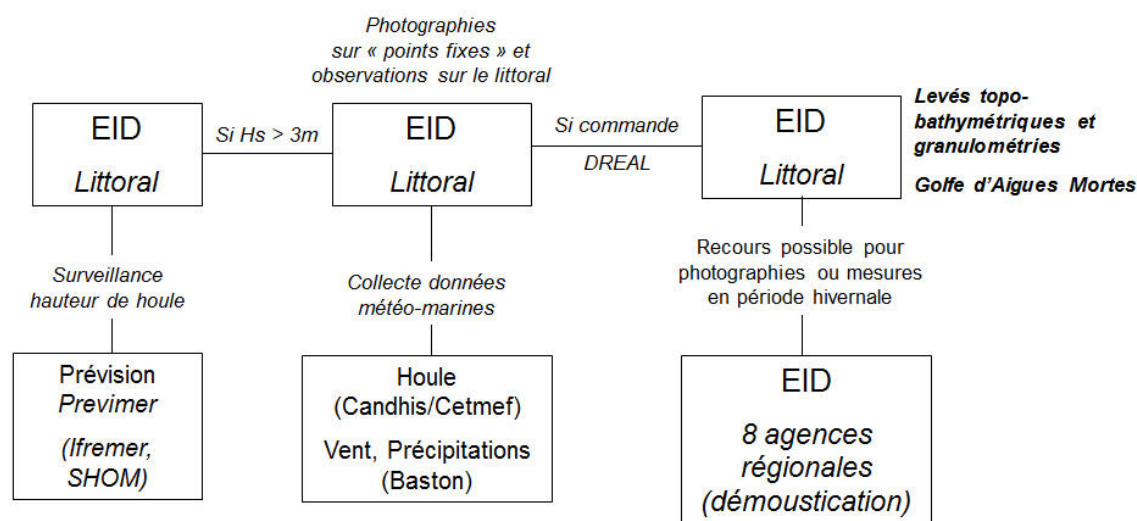 Photographies
sur « points fixes » et
observations sur le littoral
EID
Littoral
Si Hs > 3m
EID
Littoral
Si commande
DREAL
EID
Littoral
Levés topo-
bathymétriques et
granulométries
Golfe d'Aigues Mortes
Surveillance
hauteur de houle
Collecte données
météo-marines
Recours possible pour
photographies ou mesures
en période hivernale
Prévision
Previmer
(Ifremer,
SHOM)
Houle
(Candhis/Cetmef)
Vent, Précipitations
(Baston)
EID
8 agences
régionales
(démoustication)